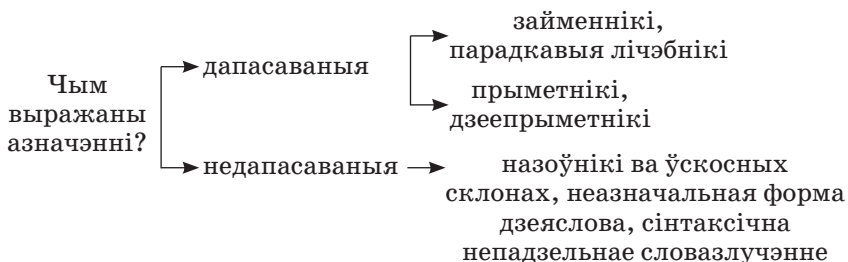 Чым
выражаны
азначэнні?
дапасаваныя
займеннікі,
парадкавыя лічэбнікі
прыметнікі,
дзеепрыметнікі
недапасаваныя
назоўнікі ва ўскосных
склонах, неазначальная форма
дзеяслова, сінтаксічна
непадзельнае словазлучэнне